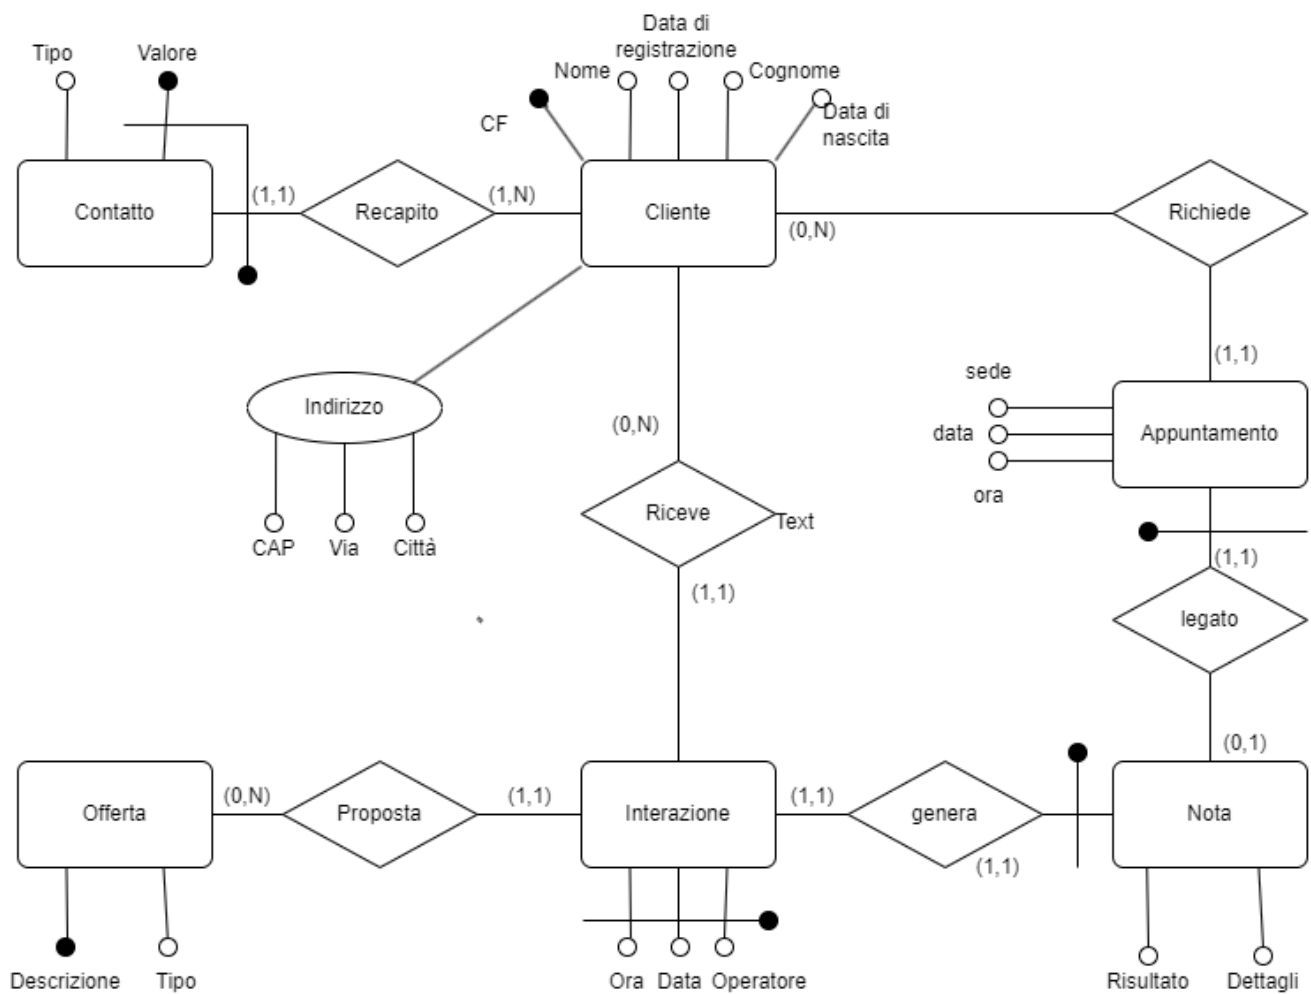 Data di
registrazione
Tipo
Valore
Nome
Cognome
CF
Data di
nascita
Contatto
(1,1)
Recapito
(1,N)
Cliente
(0,N)
Richiede
(1,1)
sede
Indirizzo
(0,N)
data
Appuntamento
ora
CAP
Via
Città
Riceve
Text
(1,1)
(1,1)
legato
(0,1)
Offerta
(0,N)
Proposta
(1,1)
Interazione
(1,1)
genera
(1,1)
Nota
Descrizione
Tipo
Ora
Data
Operatore
Risultato
Dettagli